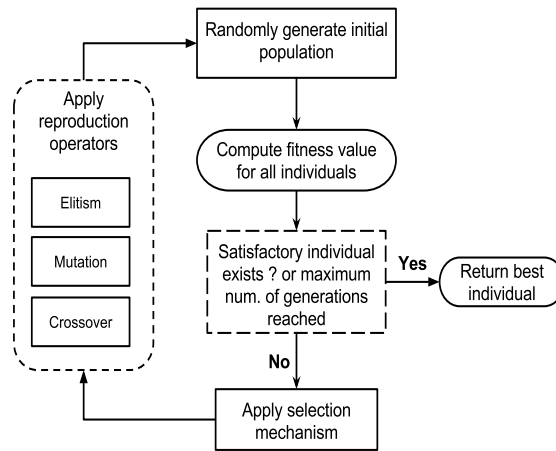 Randomly generate initial
population
Apply
reproduction
operators
Elitism
Mutation
Crossover
Compute fitness value
for all individuals
Satisfactory individual
exists ? or maximum
num. of generations
reached
Yes
Return best
individual
No
Apply selection
mechanism